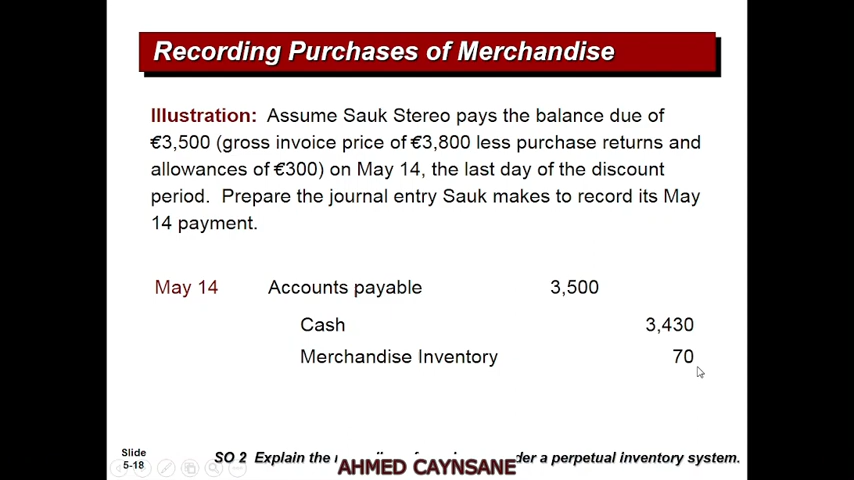 Recording Purchases of Merchandise
Illustration: Assume Sauk Stereo pays the balance due of
€3,500 (gross invoice price of €3,800 less purchase returns and
allowances of €300) on May 14, the last day of the discount
period. Prepare the journal entry Sauk makes to record its May
14 payment.
May 14 Accounts payable 3,500
Cash 3,430
Merchandise Inventory 70
Slide
5-18
SO 2 Explain the a perpetual inventory system.
AHMED CAYNSANE